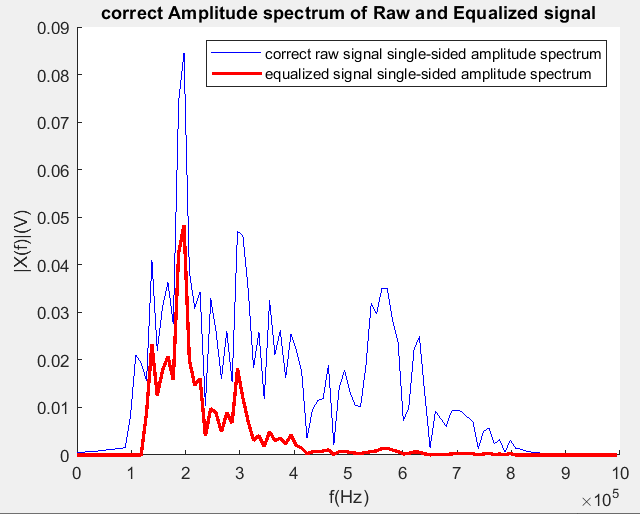 correct Amplitude spectrum of Raw and Equalized signal
0.09
0.08
0.07
0.06
0.05
0.04
0.03
0.02
0.01
0
|X(f)|(V)
correct raw signal single-sided amplitude spectrum
equalized signal single-sided amplitude spectrum
0 1 2 3 4 5 6 7 8 9 10
f(Hz)
×10⁵